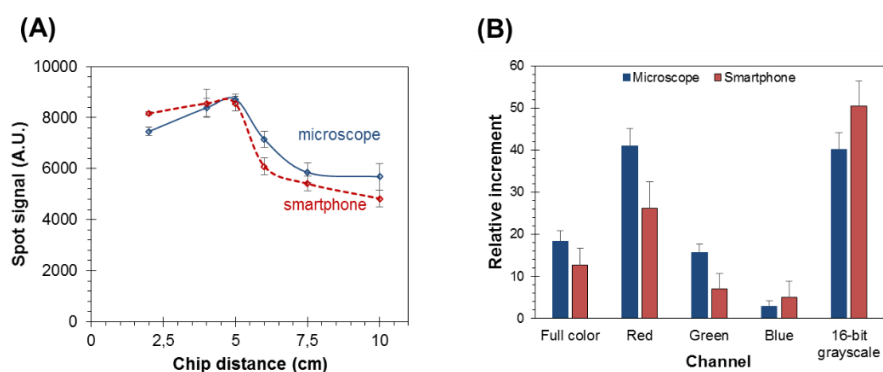 (A)
10000
8000
6000
4000
2000
0
Spot signal (A.U.)
microscope
smartphone
0 2,5 5 7,5 10
Chip distance (cm)
(B)
60
50
40
30
20
10
0
Relative increment
Microscope Smartphone
Full color Red Green Blue 16-bit
grayscale
Channel